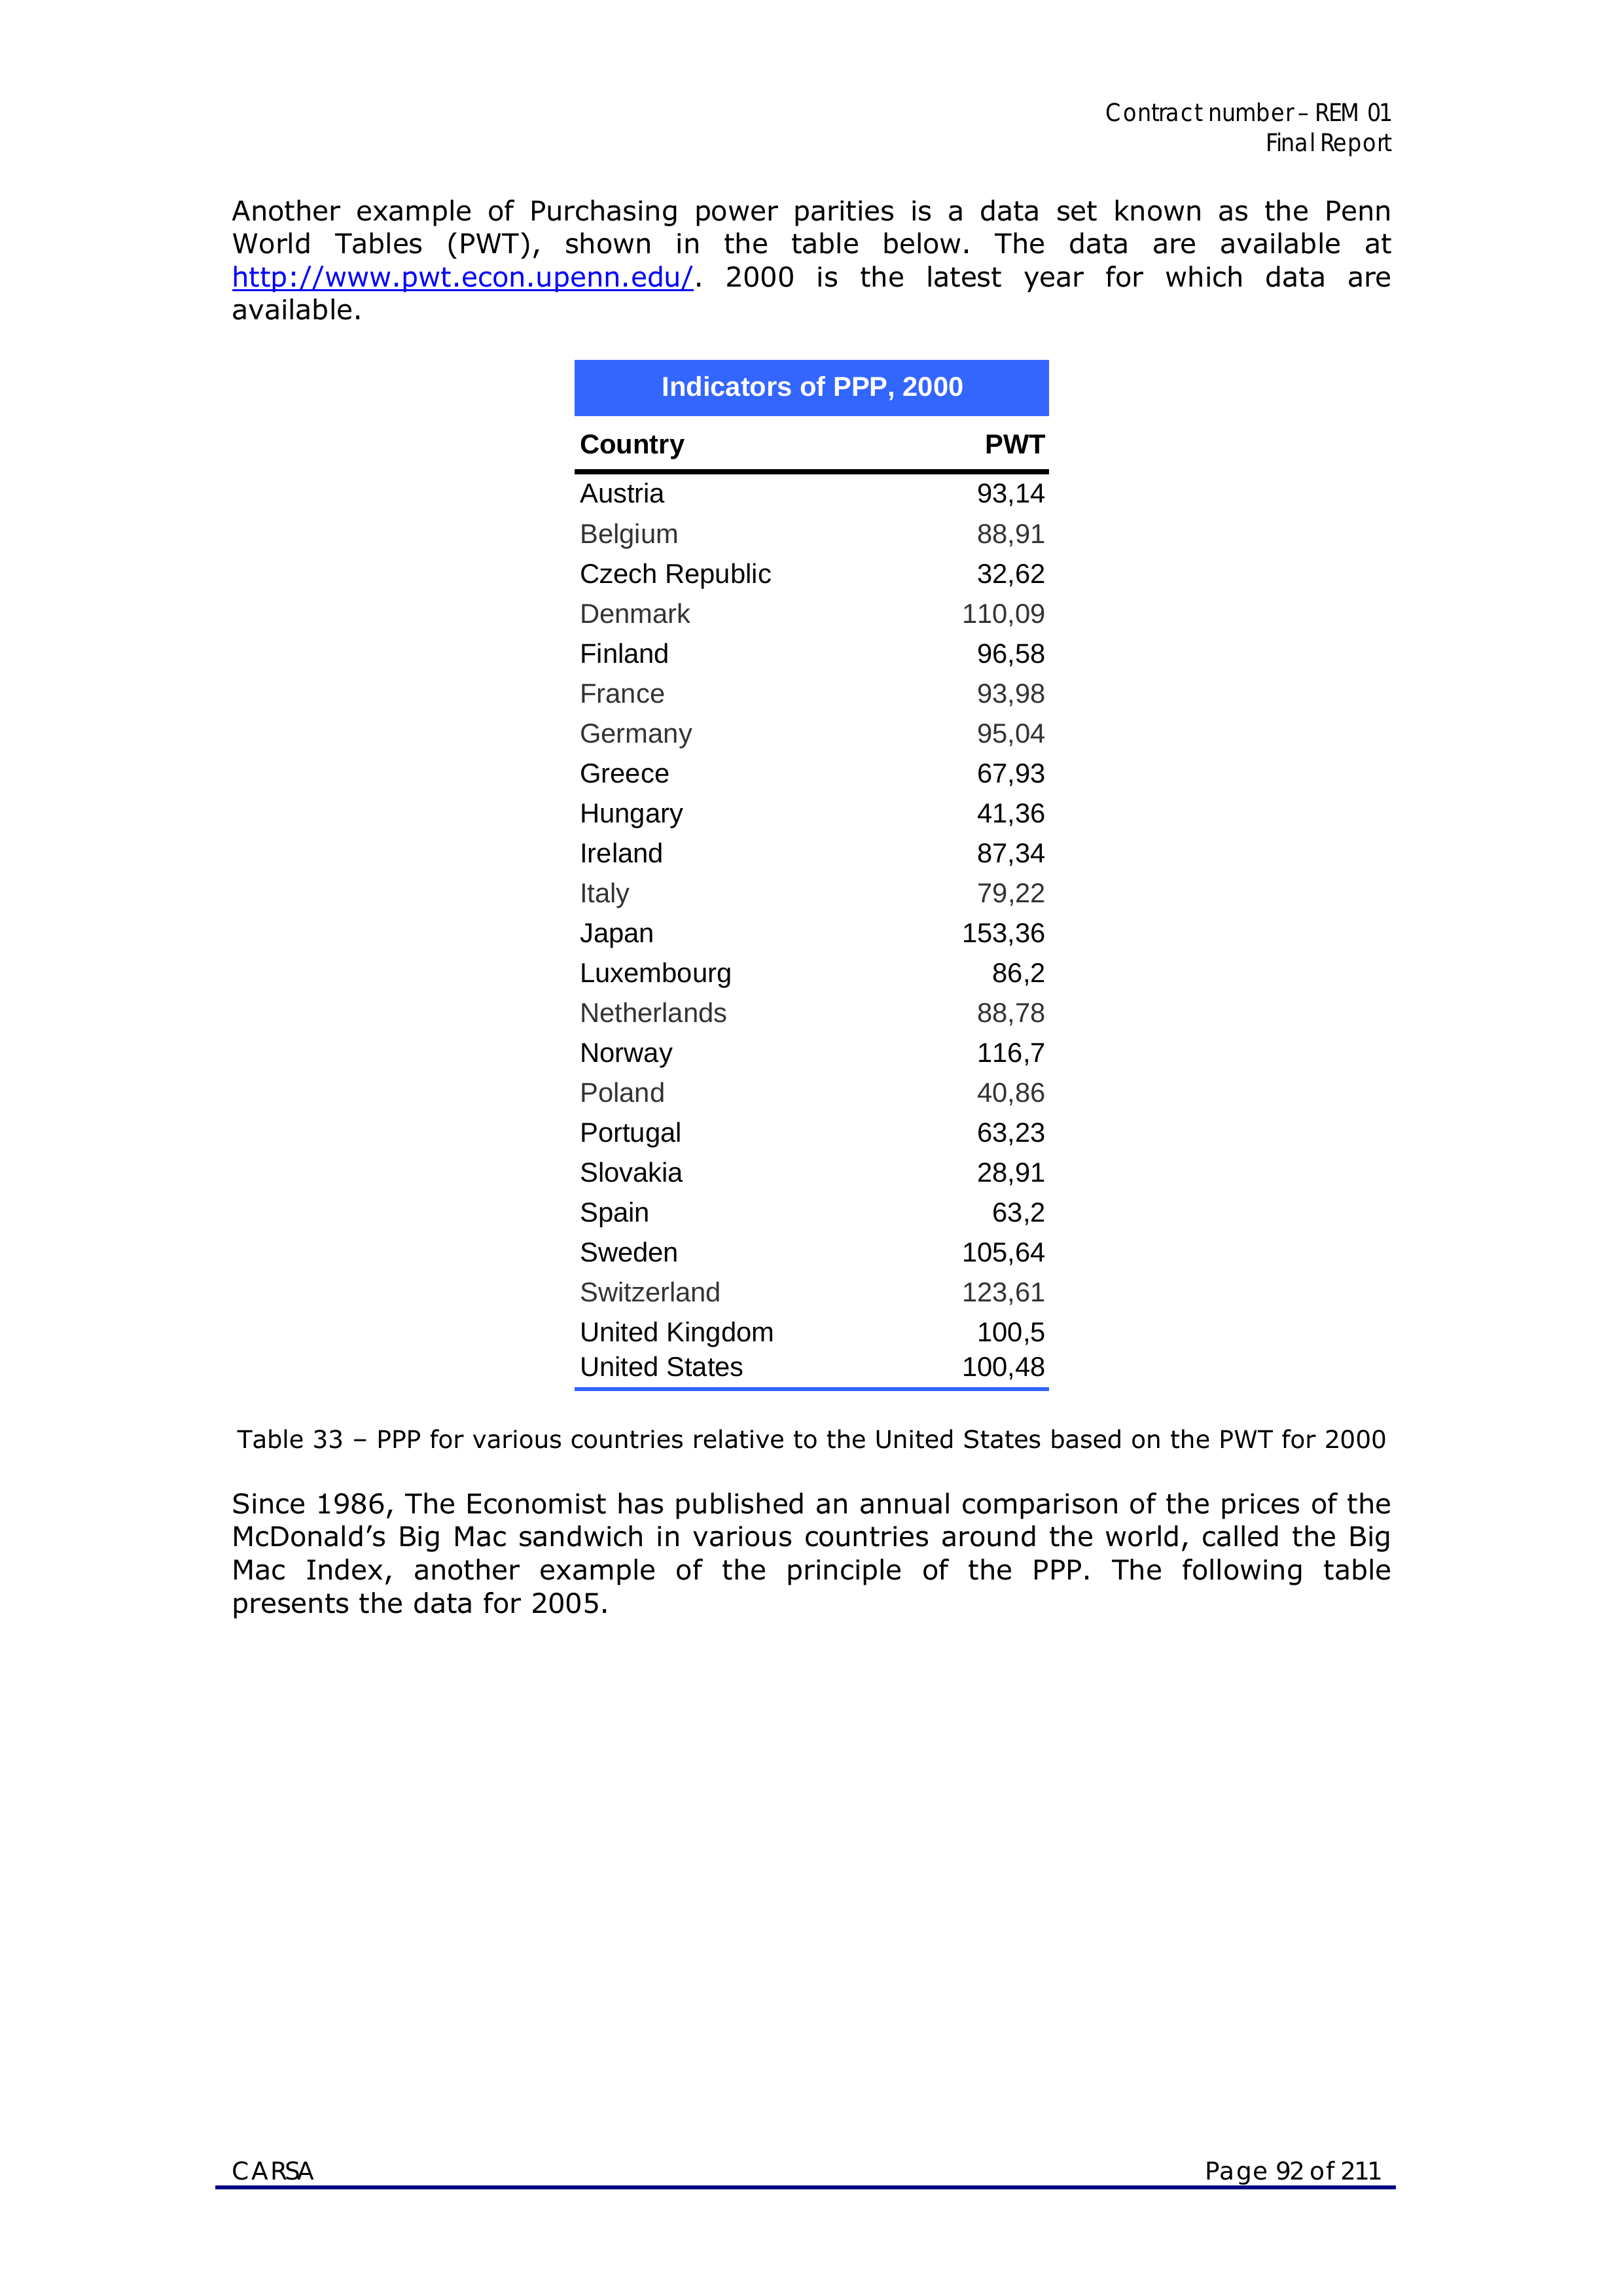 Contract number – REM 01
Final Report
Another example of Purchasing power parities is a data set known as the Penn
World Tables (PWT), shown in the table below. The data are available at
http://www.pwt.econ.upenn.edu/. 2000 is the latest year for which data are
available.
Indicators of PPP, 2000
Country PWT
Austria 93,14
Belgium 88,91
Czech Republic 32,62
Denmark 110,09
Finland 96,58
France 93,98
Germany 95,04
Greece 67,93
Hungary 41,36
Ireland 87,34
Italy 79,22
Japan 153,36
Luxembourg 86,2
Netherlands 88,78
Norway 116,7
Poland 40,86
Portugal 63,23
Slovakia 28,91
Spain 63,2
Sweden 105,64
Switzerland 123,61
United Kingdom 100,5
United States 100,48
Table 33 – PPP for various countries relative to the United States based on the PWT for 2000
Since 1986, The Economist has published an annual comparison of the prices of the
McDonald’s Big Mac sandwich in various countries around the world, called the Big
Mac Index, another example of the principle of the PPP. The following table
presents the data for 2005.
CARSA Page 92 of 211